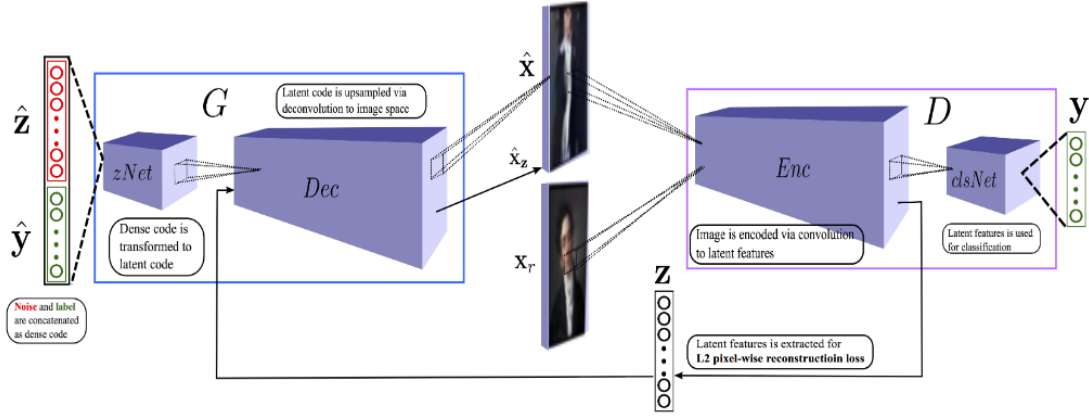 ẑ
ŷ
Noise and label
are concatenated
as dense code
G
zNet
Dense code is
transformed to
latent code
Latent code is upsampled via
deconvolution to image space
Dec
x̂
x̂_z
x_r
D
Enc
clsNet
Image is encoded via convolution
to latent features
Latent features is used
for classification
y
z
Latent features is extracted for
L2 pixel-wise reconstructioin loss